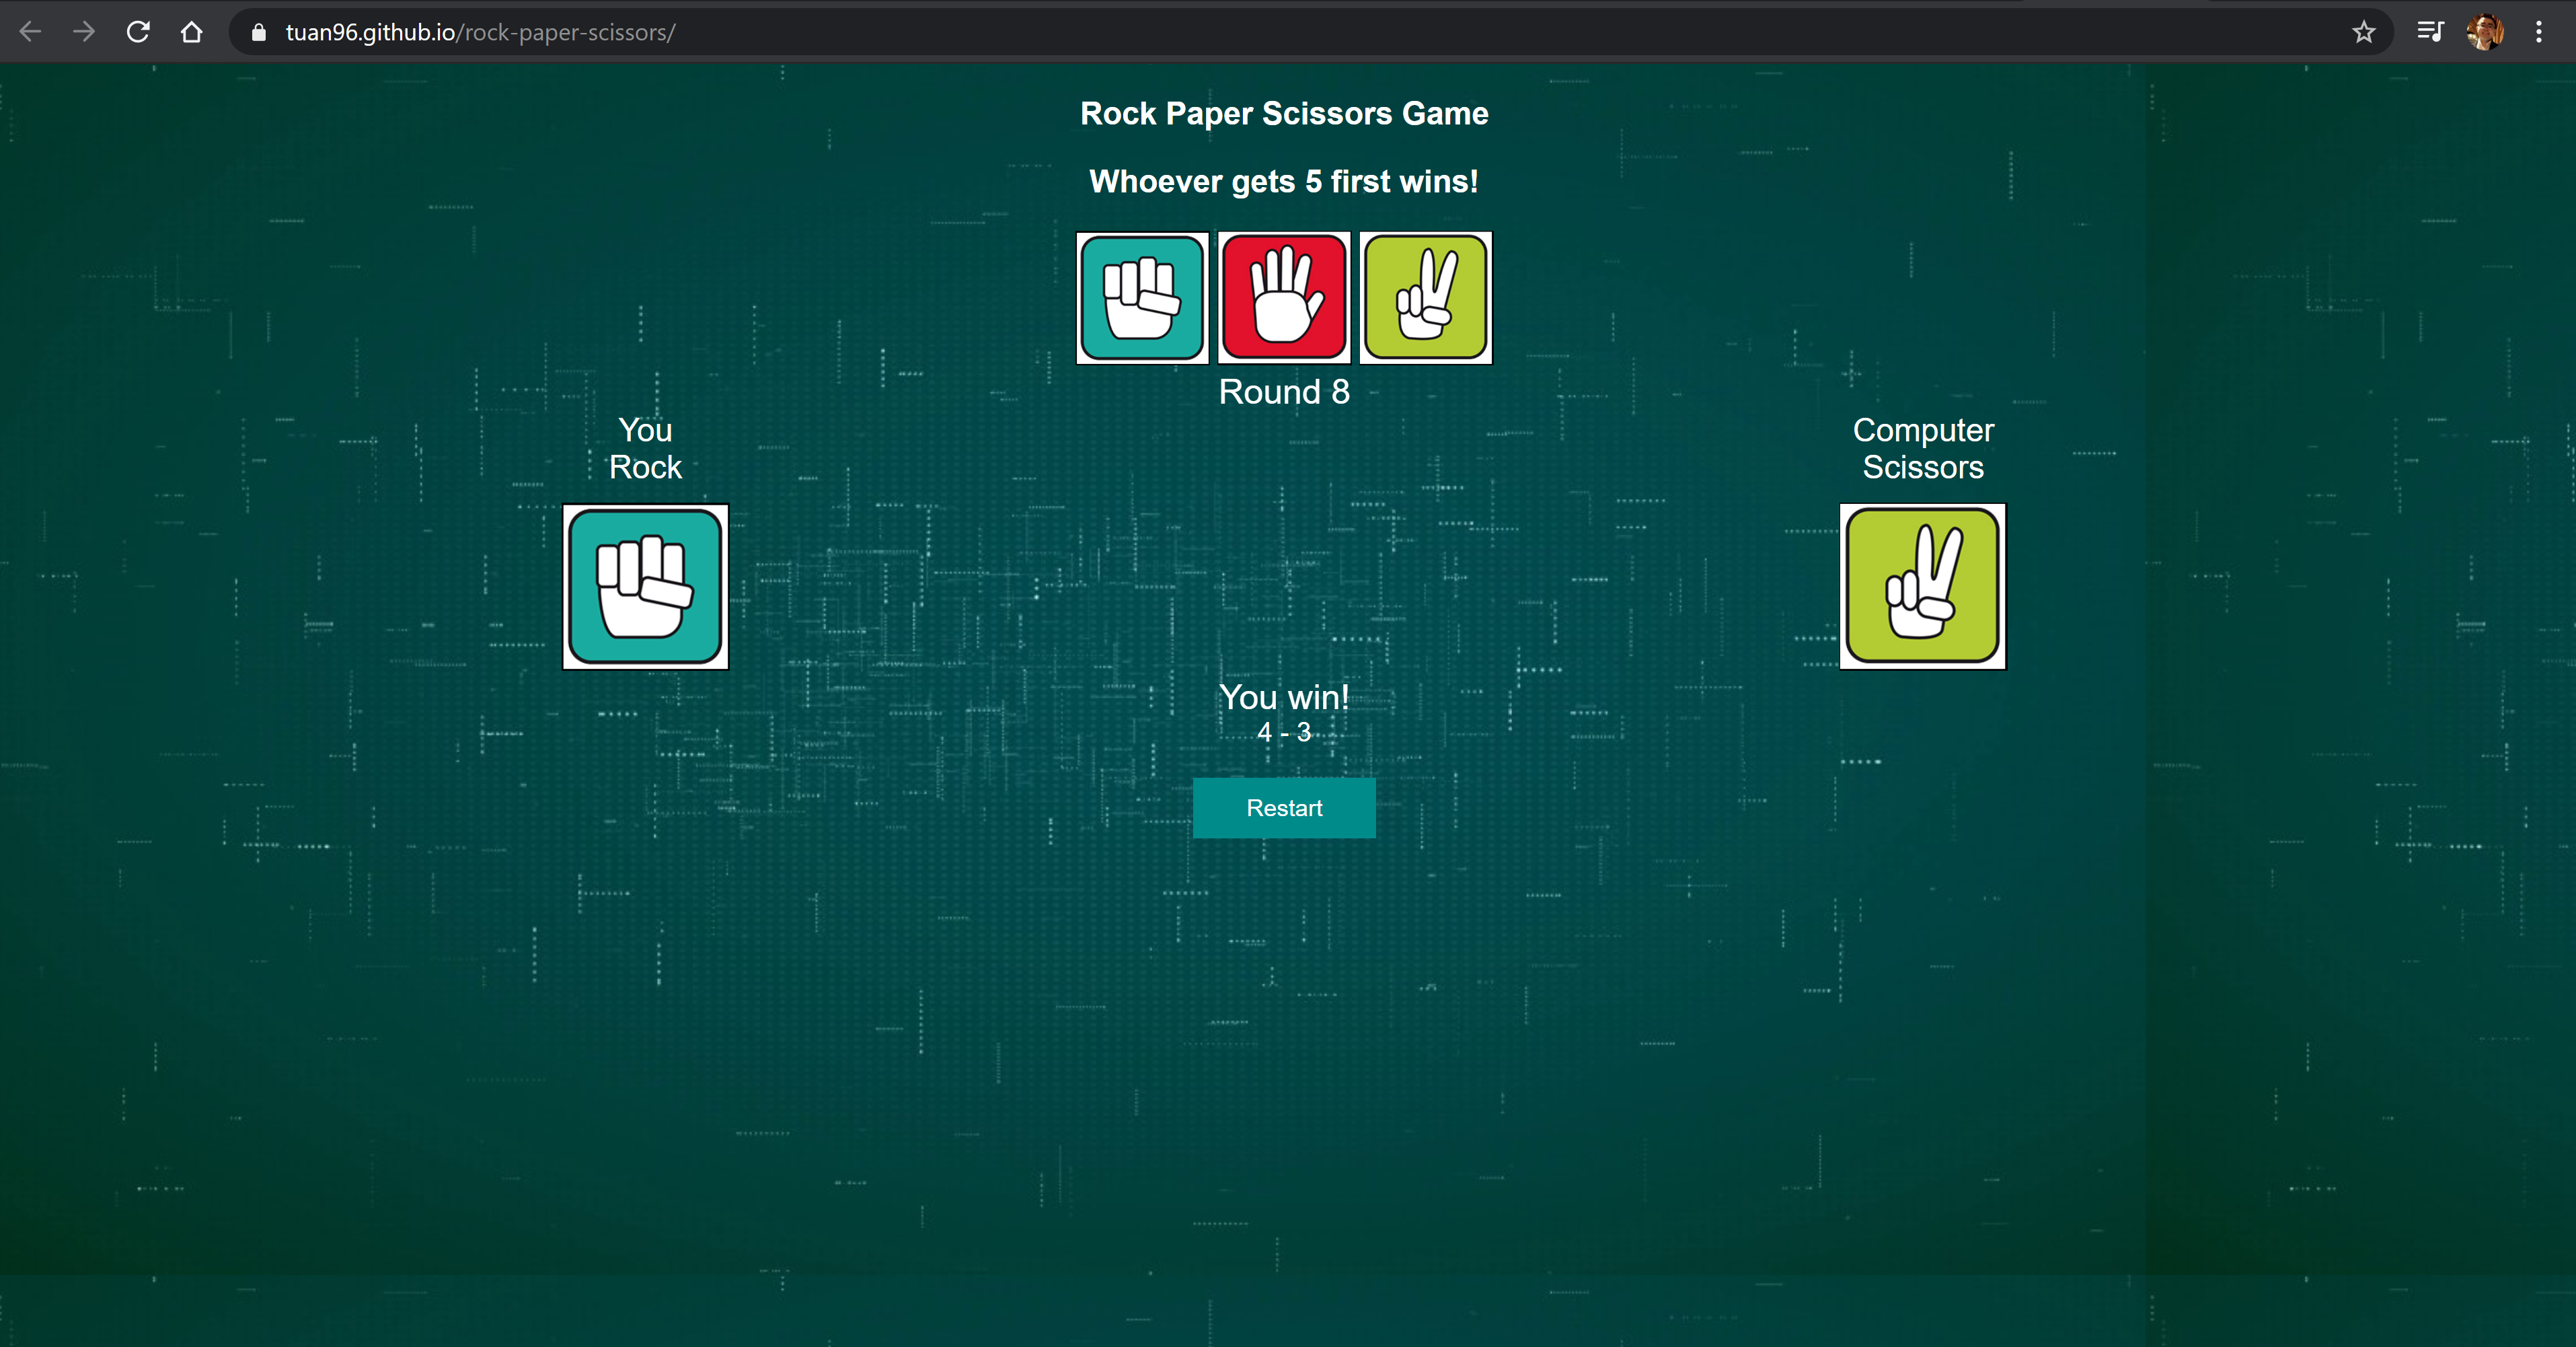 tuan96.github.io/rock-paper-scissors/
Rock Paper Scissors Game
Whoever gets 5 first wins!
Round 8
You
Rock
Computer
Scissors
You win!
4 - 3
Restart